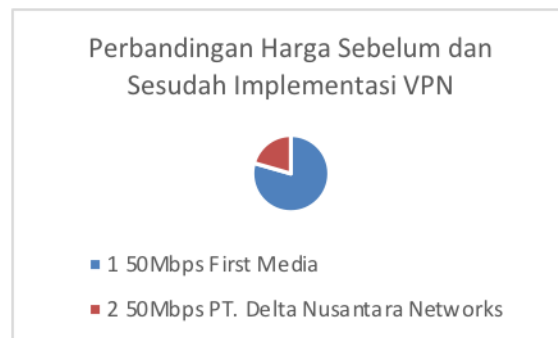 Perbandingan Harga Sebelum dan
Sesudah Implementasi VPN
1 50Mbps First Media
2 50Mbps PT. Delta Nusantara Networks